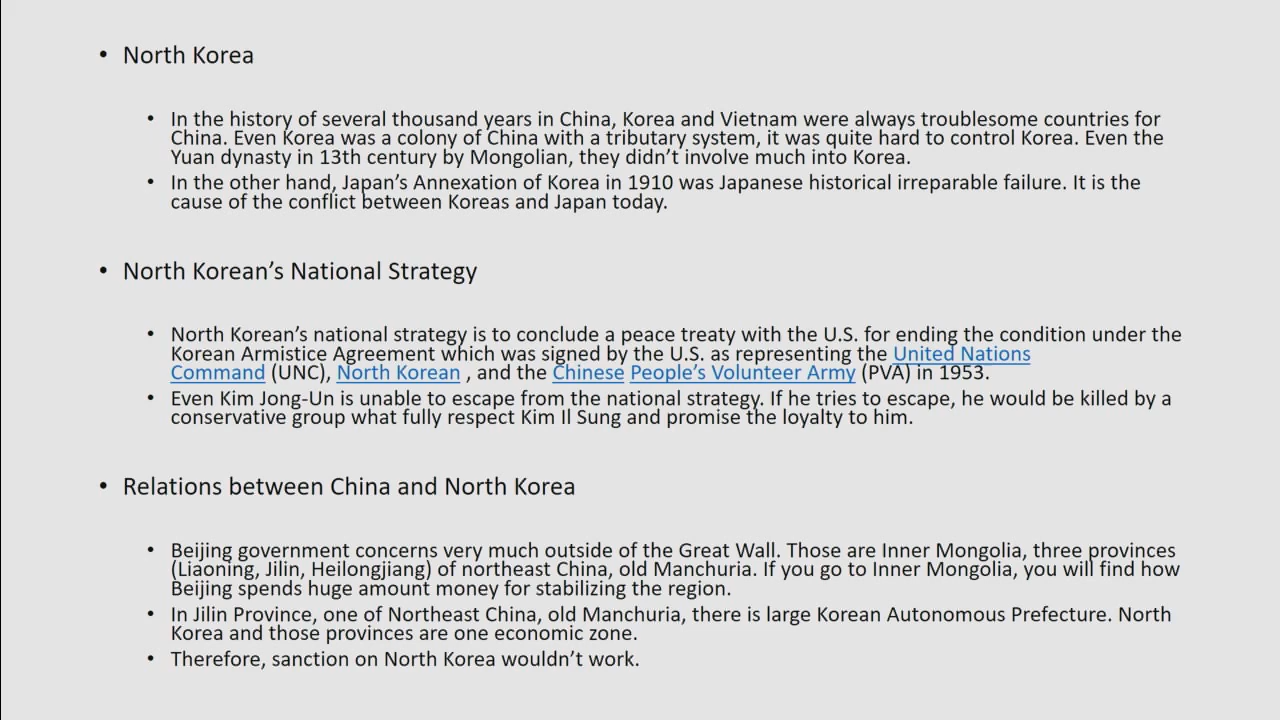 • North Korea
• In the history of several thousand years in China, Korea and Vietnam were always troublesome countries for
China. Even Korea was a colony of China with a tributary system, it was quite hard to control Korea. Even the
Yuan dynasty in 13th century by Mongolian, they didn't involve much into Korea.
• In the other hand, Japan's Annexation of Korea in 1910 was Japanese historical irreparable failure. It is the
cause of the conflict between Koreas and Japan today.
• North Korean's National Strategy
• North Korean's national strategy is to conclude a peace treaty with the U.S. for ending the condition under the
Korean Armistice Agreement which was signed by the U.S. as representing the United Nations
Command (UNC), North Korean , and the Chinese People's Volunteer Army (PVA) in 1953.
• Even Kim Jong-Un is unable to escape from the national strategy. If he tries to escape, he would be killed by a
conservative group what fully respect Kim Il Sung and promise the loyalty to him.
• Relations between China and North Korea
• Beijing government concerns very much outside of the Great Wall. Those are Inner Mongolia, three provinces
(Liaoning, Jilin, Heilongjiang) of northeast China, old Manchuria. If you go to Inner Mongolia, you will find how
Beijing spends huge amount money for stabilizing the region.
• In Jilin Province, one of Northeast China, old Manchuria, there is large Korean Autonomous Prefecture. North
Korea and those provinces are one economic zone.
• Therefore, sanction on North Korea wouldn't work.